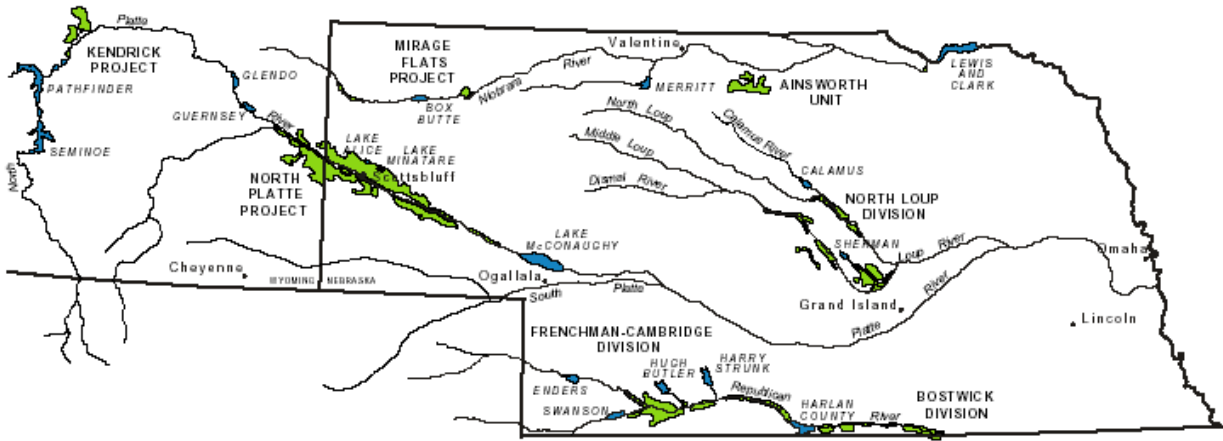 Platte
KENDRICK
PROJECT
PATHFINDER
SEMINOE
North
GLENDO
GUERNSEY
River
MIRAGE
FLATS
PROJECT
BOX
BUTTE
Niobrara
River
Valentine
MERRITT
AINSWORTH
UNIT
LEWIS
AND
CLARK
North Loup
Middle Loup
Dismal River
Calamus River
CALAMUS
NORTH LOUP
DIVISION
SHERMAN
Loup River
Omaha
LAKE
ALICE
LAKE
MINATARE
Scottsbluff
NORTH
PLATTE
PROJECT
LAKE
McCONAUGHY
Cheyenne
WYOMING NEBRASKA
Ogallala
South Platte
Grand Island
Platte River
Lincoln
FRENCHMAN-CAMBRIDGE
DIVISION
ENDERS
SWANSON
HUGH
BUTLER
HARRY
STRUNK
Republican
River
HARLAN
COUNTY
BOSTWICK
DIVISION